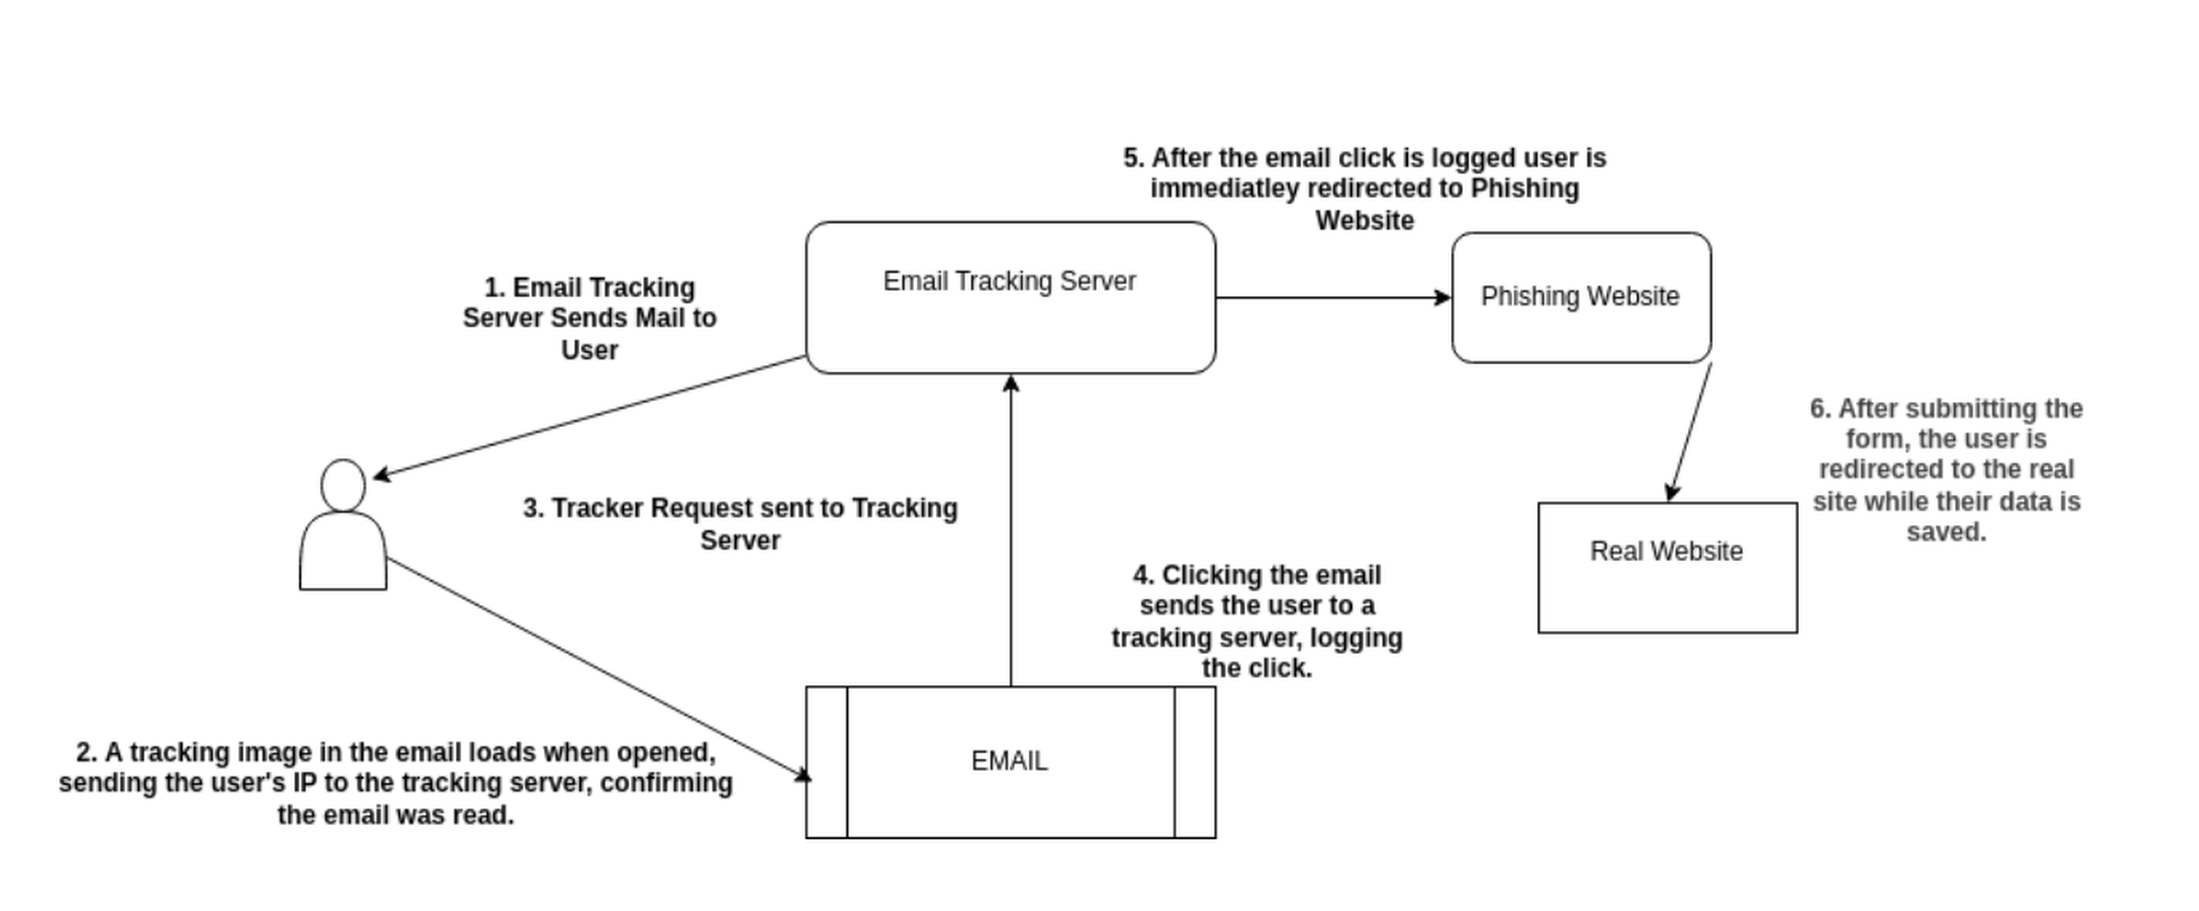 5. After the email click is logged user is
immediatley redirected to Phishing
Website
1. Email Tracking
Server Sends Mail to
User
Email Tracking Server
Phishing Website
3. Tracker Request sent to Tracking
Server
6. After submitting the
form, the user is
redirected to the real
site while their data is
saved.
Real Website
4. Clicking the email
sends the user to a
tracking server, logging
the click.
2. A tracking image in the email loads when opened,
sending the user's IP to the tracking server, confirming
the email was read.
EMAIL